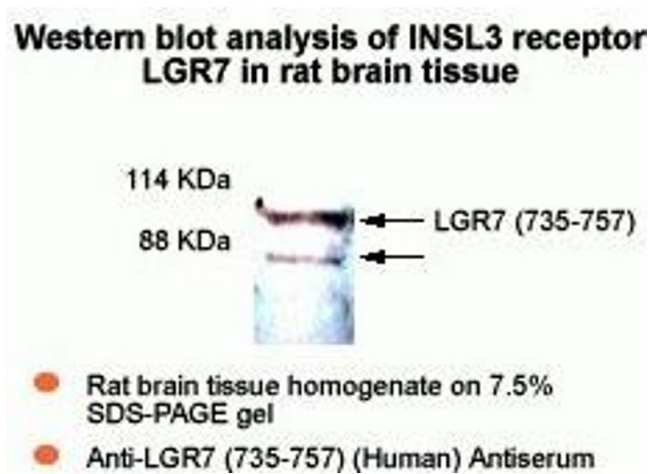 Western blot analysis of INSL3 receptor
LGR7 in rat brain tissue
114 KDa
LGR7 (735-757)
88 KDa
Rat brain tissue homogenate on 7.5%
SDS-PAGE gel
Anti-LGR7 (735-757) (Human) Antiserum